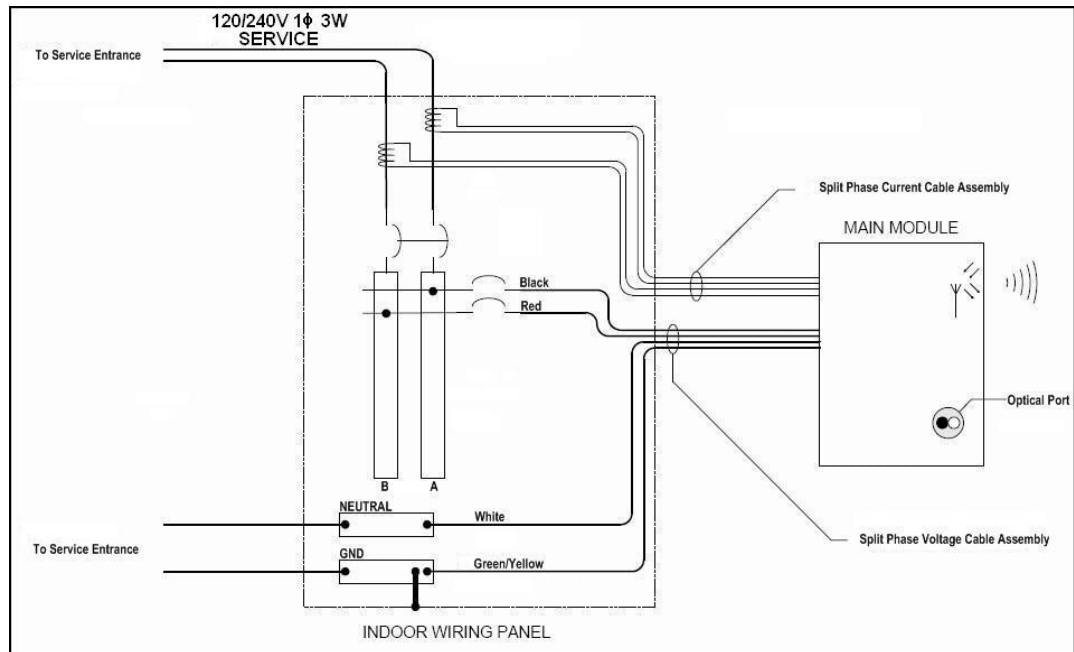 120/240V 1ϕ 3W
SERVICE
To Service Entrance
Split Phase Current Cable Assembly
MAIN MODULE
Black
Red
Optical Port
B
A
NEUTRAL
White
Split Phase Voltage Cable Assembly
To Service Entrance
GND
Green/Yellow
INDOOR WIRING PANEL